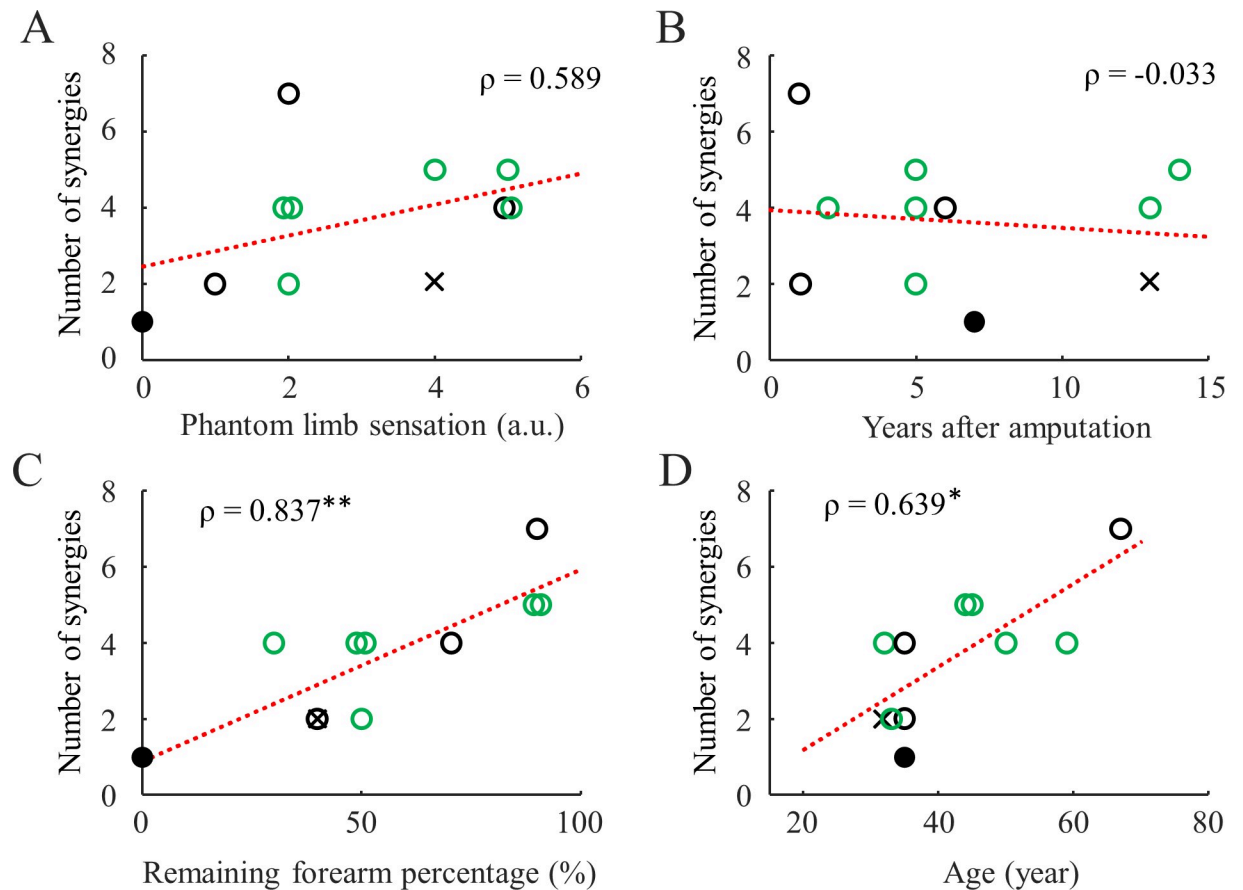 A
Number of synergies
8
6
4
2
0
ρ = 0.589
0
2
4
6
Phantom limb sensation (a.u.)
B
Number of synergies
8
6
4
2
0
ρ = -0.033
0
5
10
15
Years after amputation
C
Number of synergies
8
6
4
2
0
ρ = 0.837**
0
50
100
Remaining forearm percentage (%)
D
Number of synergies
8
6
4
2
0
ρ = 0.639*
20
40
60
80
Age (year)